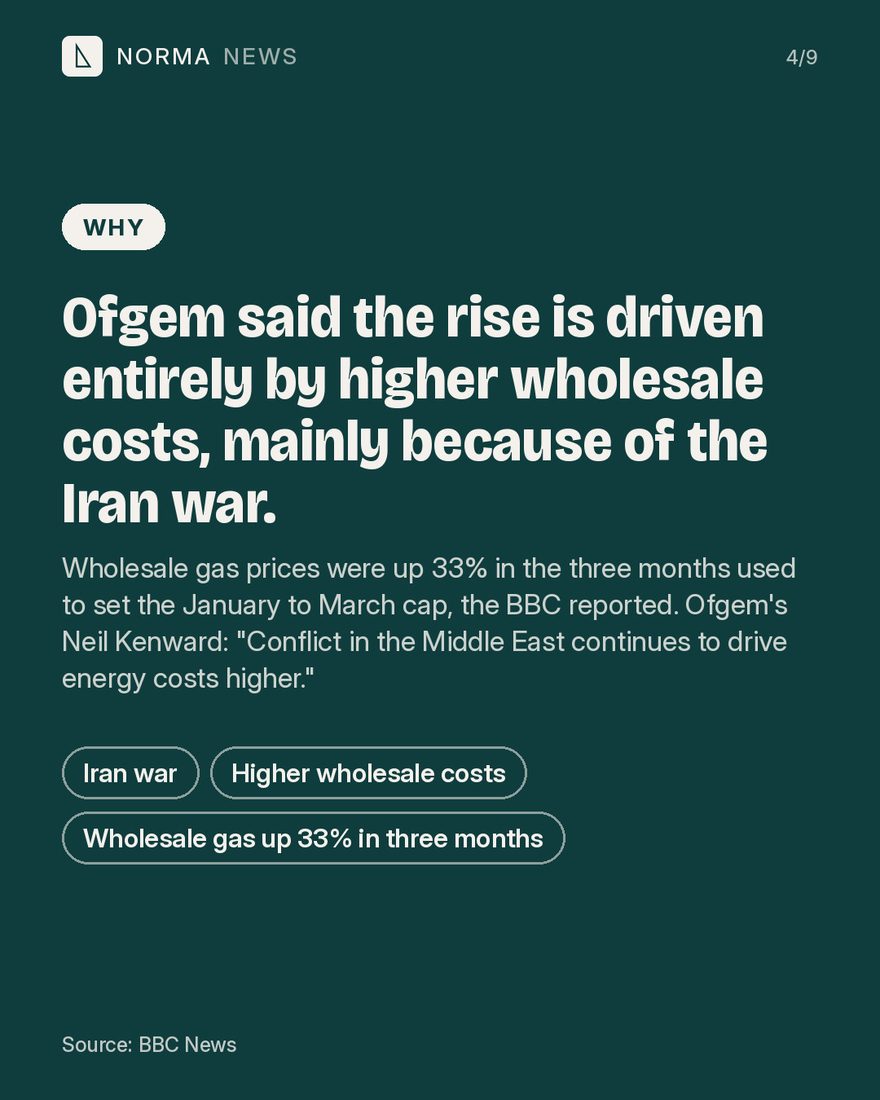 NORMA NEWS
4/9
WHY
Ofgem said the rise is driven
entirely by higher wholesale
costs, mainly because of the
Iran war.
Wholesale gas prices were up 33% in the three months used
to set the January to March cap, the BBC reported. Ofgem's
Neil Kenward: "Conflict in the Middle East continues to drive
energy costs higher."
Iran war
Higher wholesale costs
Wholesale gas up 33% in three months
Source: BBC News